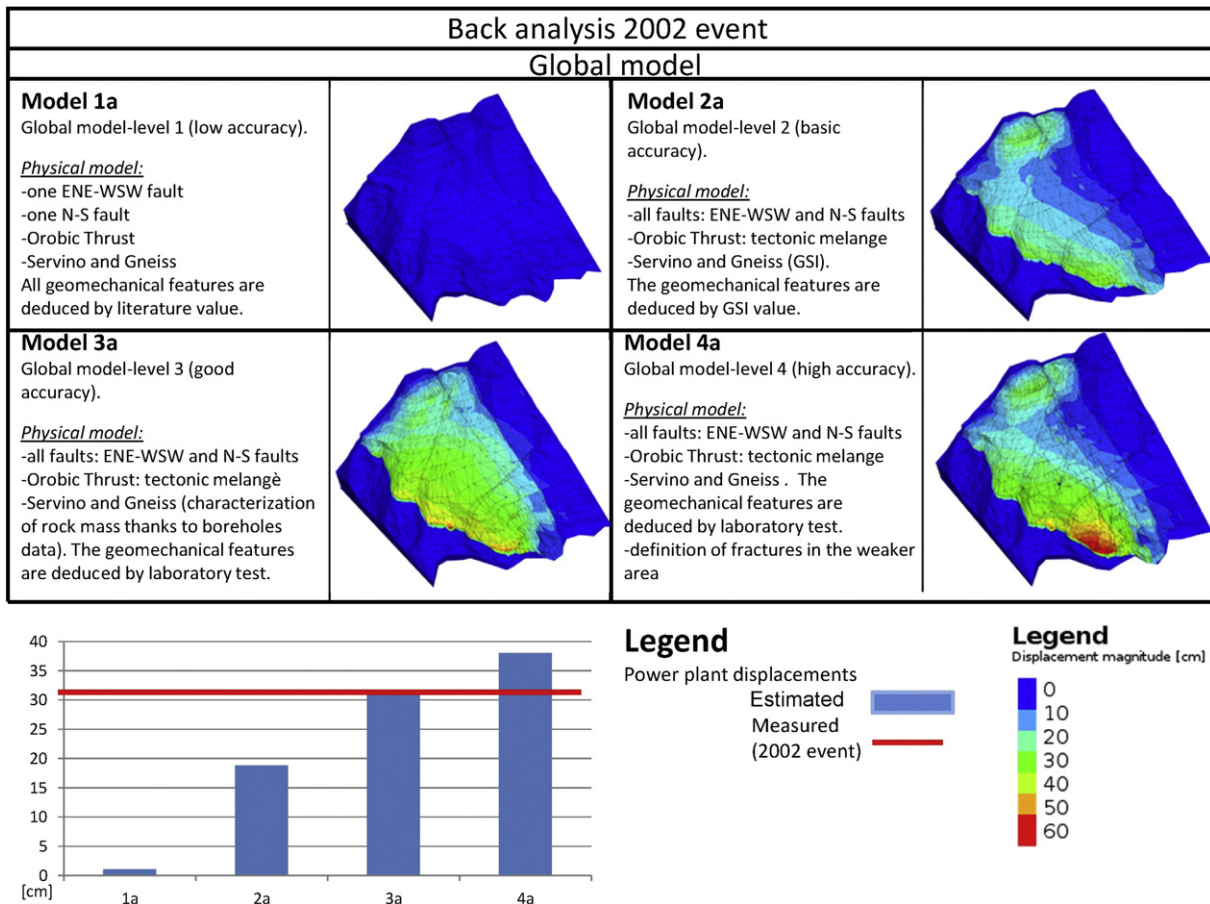 Back analysis 2002 event
Global model
Model 1a
Global model-level 1 (low accuracy).
Physical model:
-one ENE-WSW fault
-one N-S fault
-Orobic Thrust
-Servino and Gneiss
All geomechanical features are
deduced by literature value.
Model 2a
Global model-level 2 (basic
accuracy).
Physical model:
-all faults: ENE-WSW and N-S faults
-Orobic Thrust: tectonic melange
-Servino and Gneiss (GSI).
The geomechanical features are
deduced by GSI value.
Model 3a
Global model-level 3 (good
accuracy).
Physical model:
-all faults: ENE-WSW and N-S faults
-Orobic Thrust: tectonic melangè
-Servino and Gneiss (characterization
of rock mass thanks to boreholes
data). The geomechanical features
are deduced by laboratory test.
Model 4a
Global model-level 4 (high accuracy).
Physical model:
-all faults: ENE-WSW and N-S faults
-Orobic Thrust: tectonic melange
-Servino and Gneiss . The
geomechanical features are
deduced by laboratory test.
-definition of fractures in the weaker
area
40
35
30
25
20
15
10
5
0
[cm]
1a
2a
3a
4a
Legend
Power plant displacements
Estimated
Measured
(2002 event)
Legend
Displacement magnitude [cm]
0
10
20
30
40
50
60